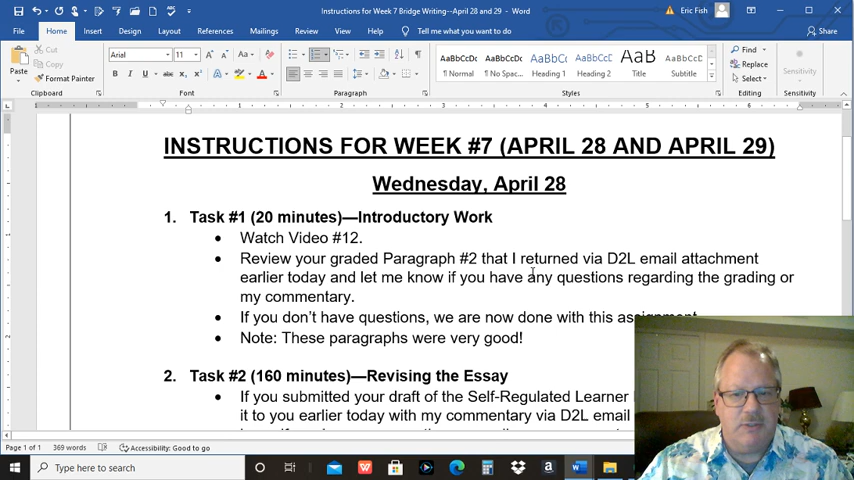 Instructions for Week 7 Bridge Writing--April 28 and 29 - Word
Eric Fish
File Home Insert Design Layout References Mailings Review View Help Tell me what you want to do Share
Cut
Copy
Format Painter
Paste
Clipboard
Arial 11
Font
Paragraph
AaBbCcDc AaBbCcDc AaBbC AaBbCcC AaB AaBbCcC
¶ Normal ¶ No Spac... Heading 1 Heading 2 Title Subtitle
Styles
Find
Replace
Select
Editing
Sensitivity
Sensitivity
INSTRUCTIONS FOR WEEK #7 (APRIL 28 AND APRIL 29)
Wednesday, April 28
1. Task #1 (20 minutes)—Introductory Work
Watch Video #12.
Review your graded Paragraph #2 that I returned via D2L email attachment
earlier today and let me know if you have any questions regarding the grading or
my commentary.
If you don't have questions, we are now done with this assignment.
Note: These paragraphs were very good!
2. Task #2 (160 minutes)—Revising the Essay
If you submitted your draft of the Self-Regulated Learner
it to you earlier today with my commentary via D2L email
Page 1 of 1 369 words Accessibility: Good to go
Type here to search